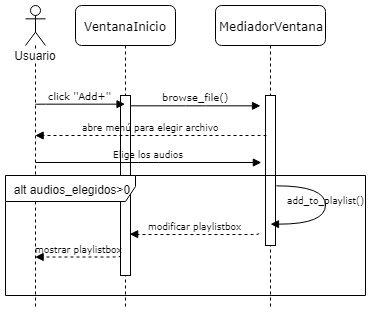 VentanaInicio
MediadorVentana
Usuario
click "Add+"
browse_file()
abre menú para elegir archivo
Elige los audios
alt audios_elegidos>0
add_to_playlist()
modificar playlistbox
mostrar playlistbox